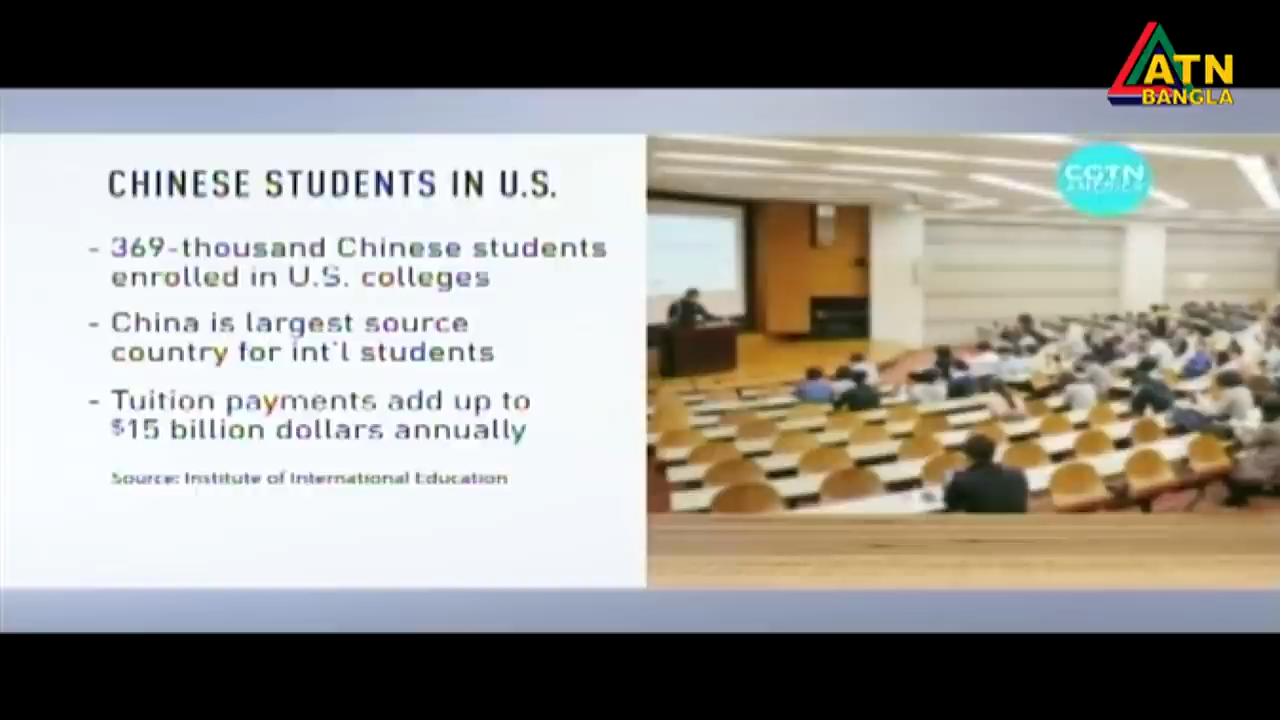 ATN
BANGLA
CGTN
AMERICA
CHINESE STUDENTS IN U.S.
- 369-thousand Chinese students
enrolled in U.S. colleges
- China is largest source
country for int'l students
- Tuition payments add up to
$15 billion dollars annually
Source: Institute of International Education